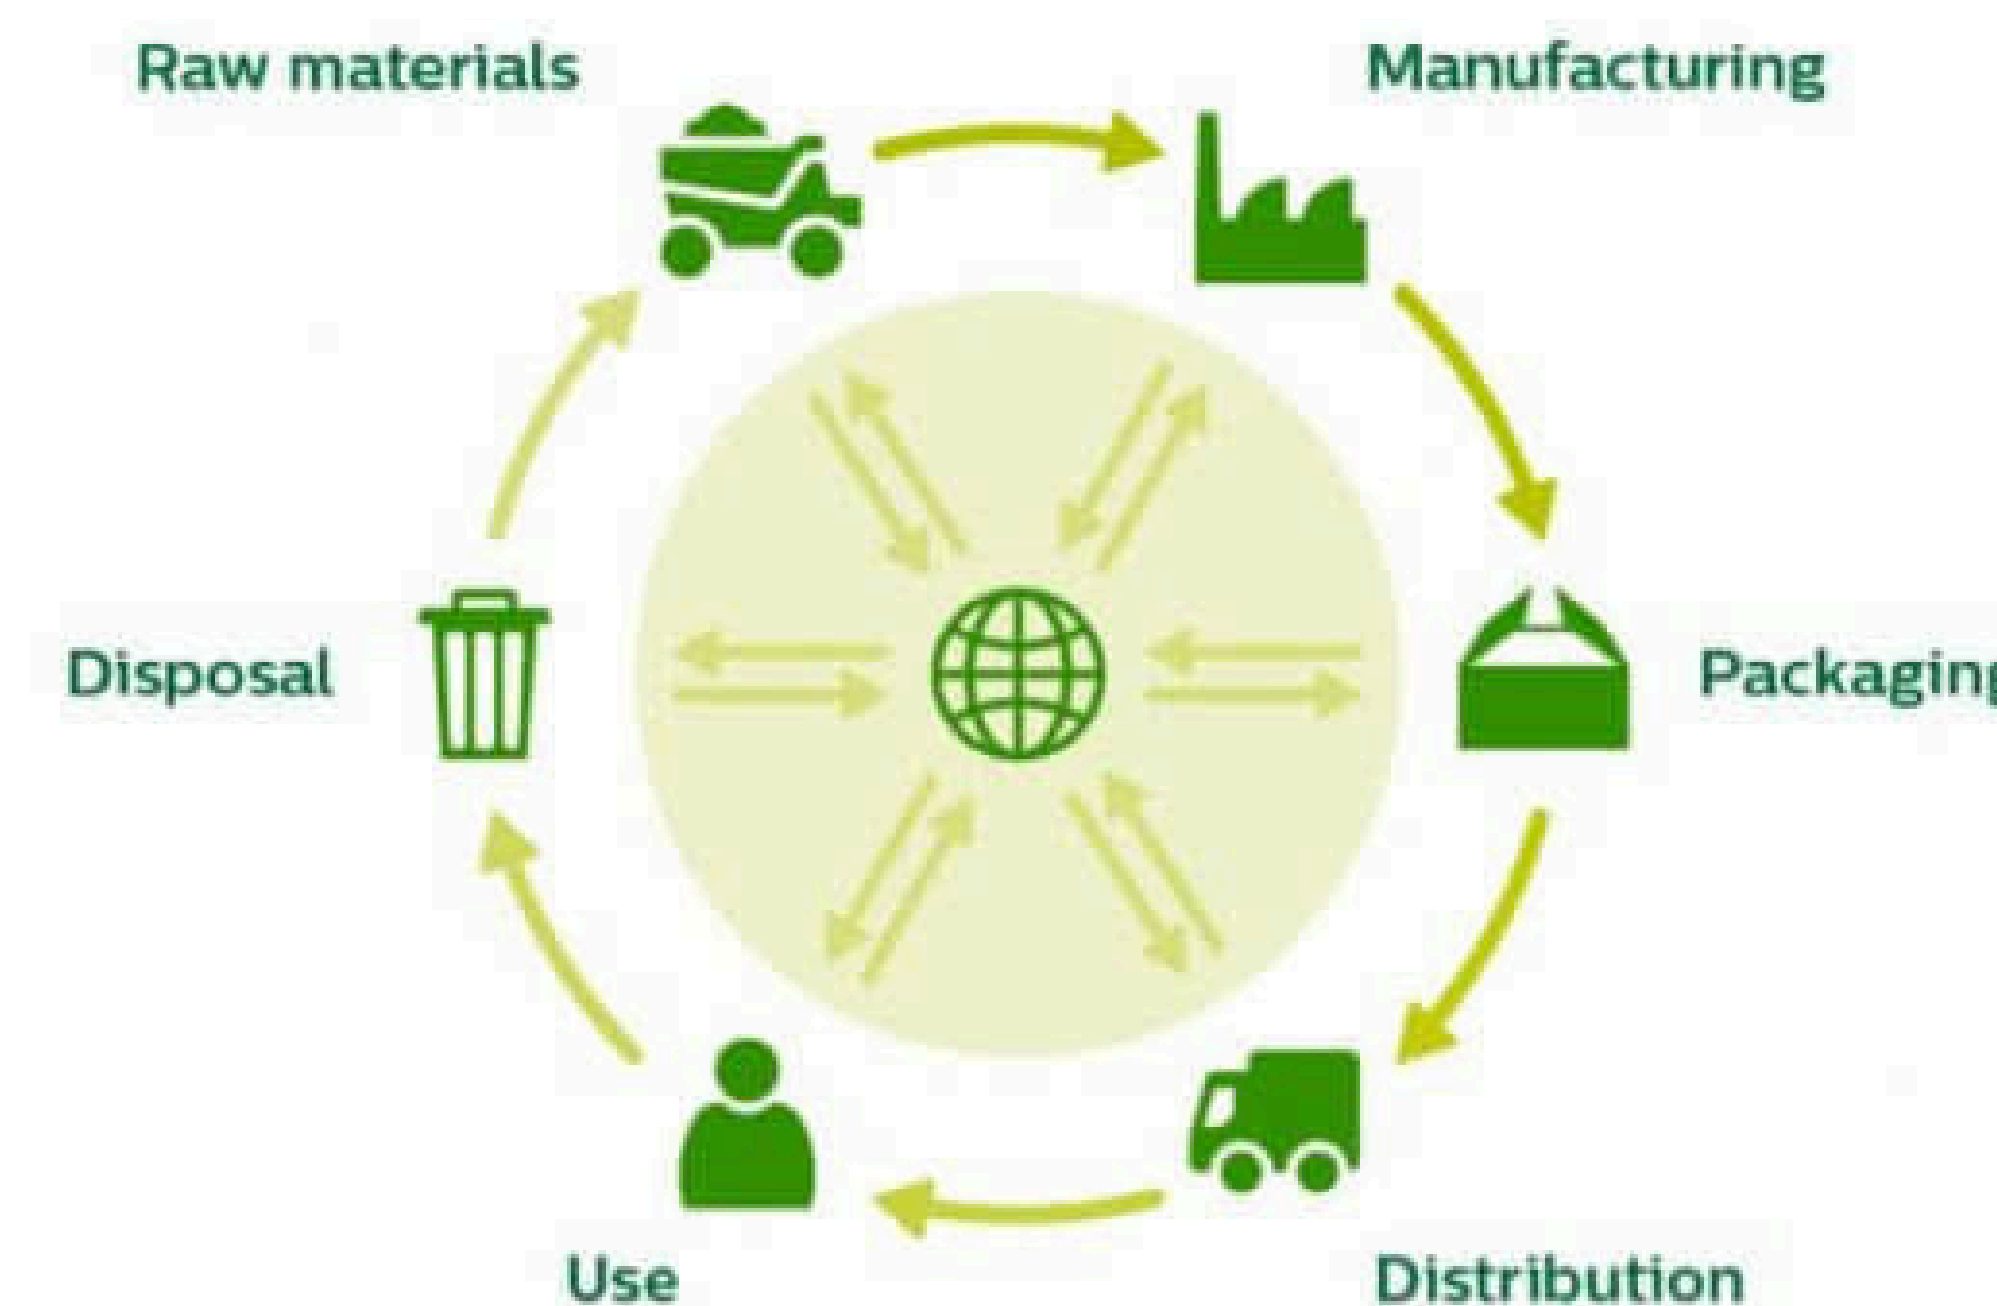 Raw materials
Manufacturing
Disposal
Packaging
Use
Distribution